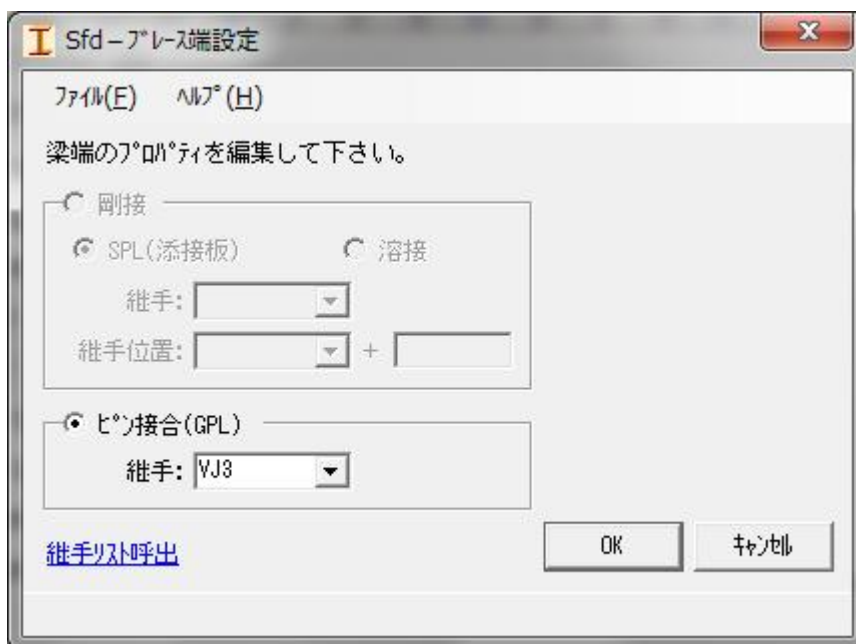 Sfd－ﾌﾞﾚｰｽ端設定
ﾌｧｲﾙ(F) ﾍﾙﾌﾟ(H)
梁端のﾌﾟﾛﾊﾟﾃｨを編集して下さい。
剛接
SPL(添接板) 溶接
継手:
継手位置: +
ﾋﾟﾝ接合(GPL)
継手: VJ3
継手ﾘｽﾄ呼出
OK ｷｬﾝｾﾙ